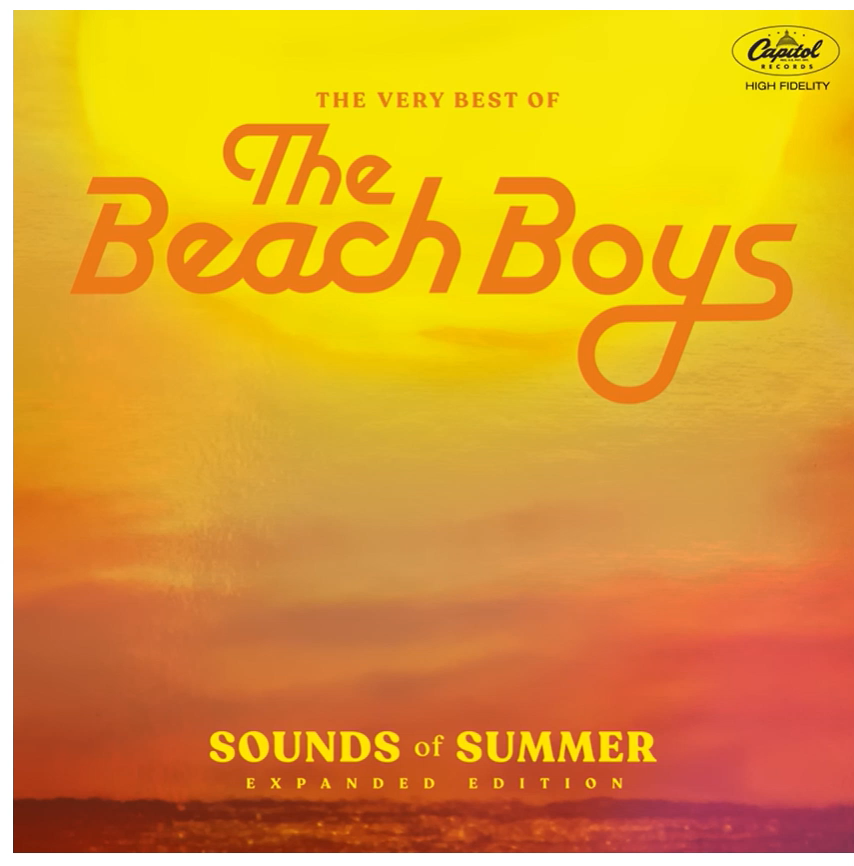 Capitol
RECORDS
HIGH FIDELITY
THE VERY BEST OF
The
Beach Boys
SOUNDS of SUMMER
EXPANDED EDITION